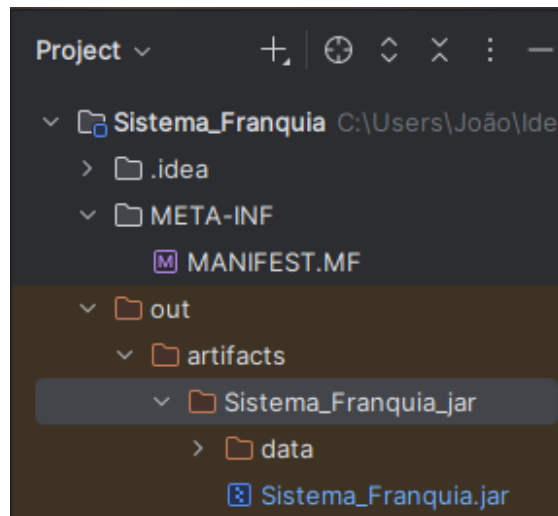 Project
Sistema_Franquia C:\Users\João\Ide
.idea
META-INF
MANIFEST.MF
out
artifacts
Sistema_Franquia_jar
data
Sistema_Franquia.jar